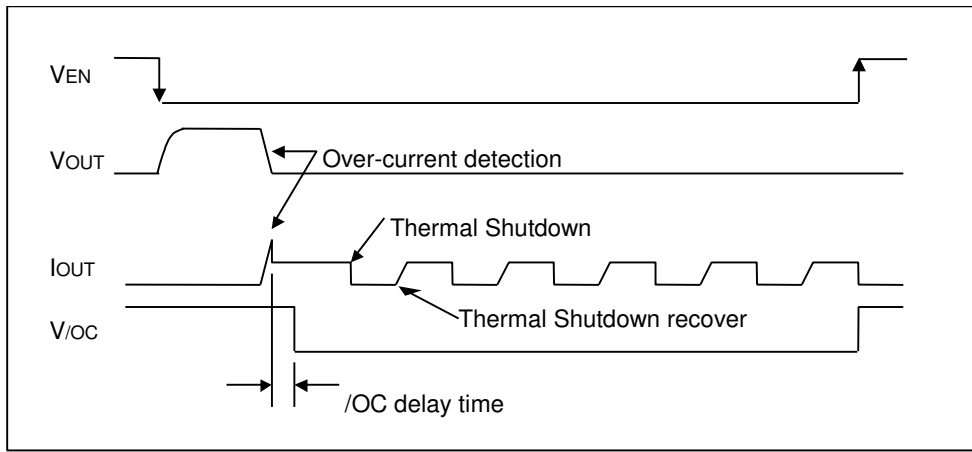 VEN
VOUT
Over-current detection
Thermal Shutdown
IOUT
Thermal Shutdown recover
V/OC
/OC delay time